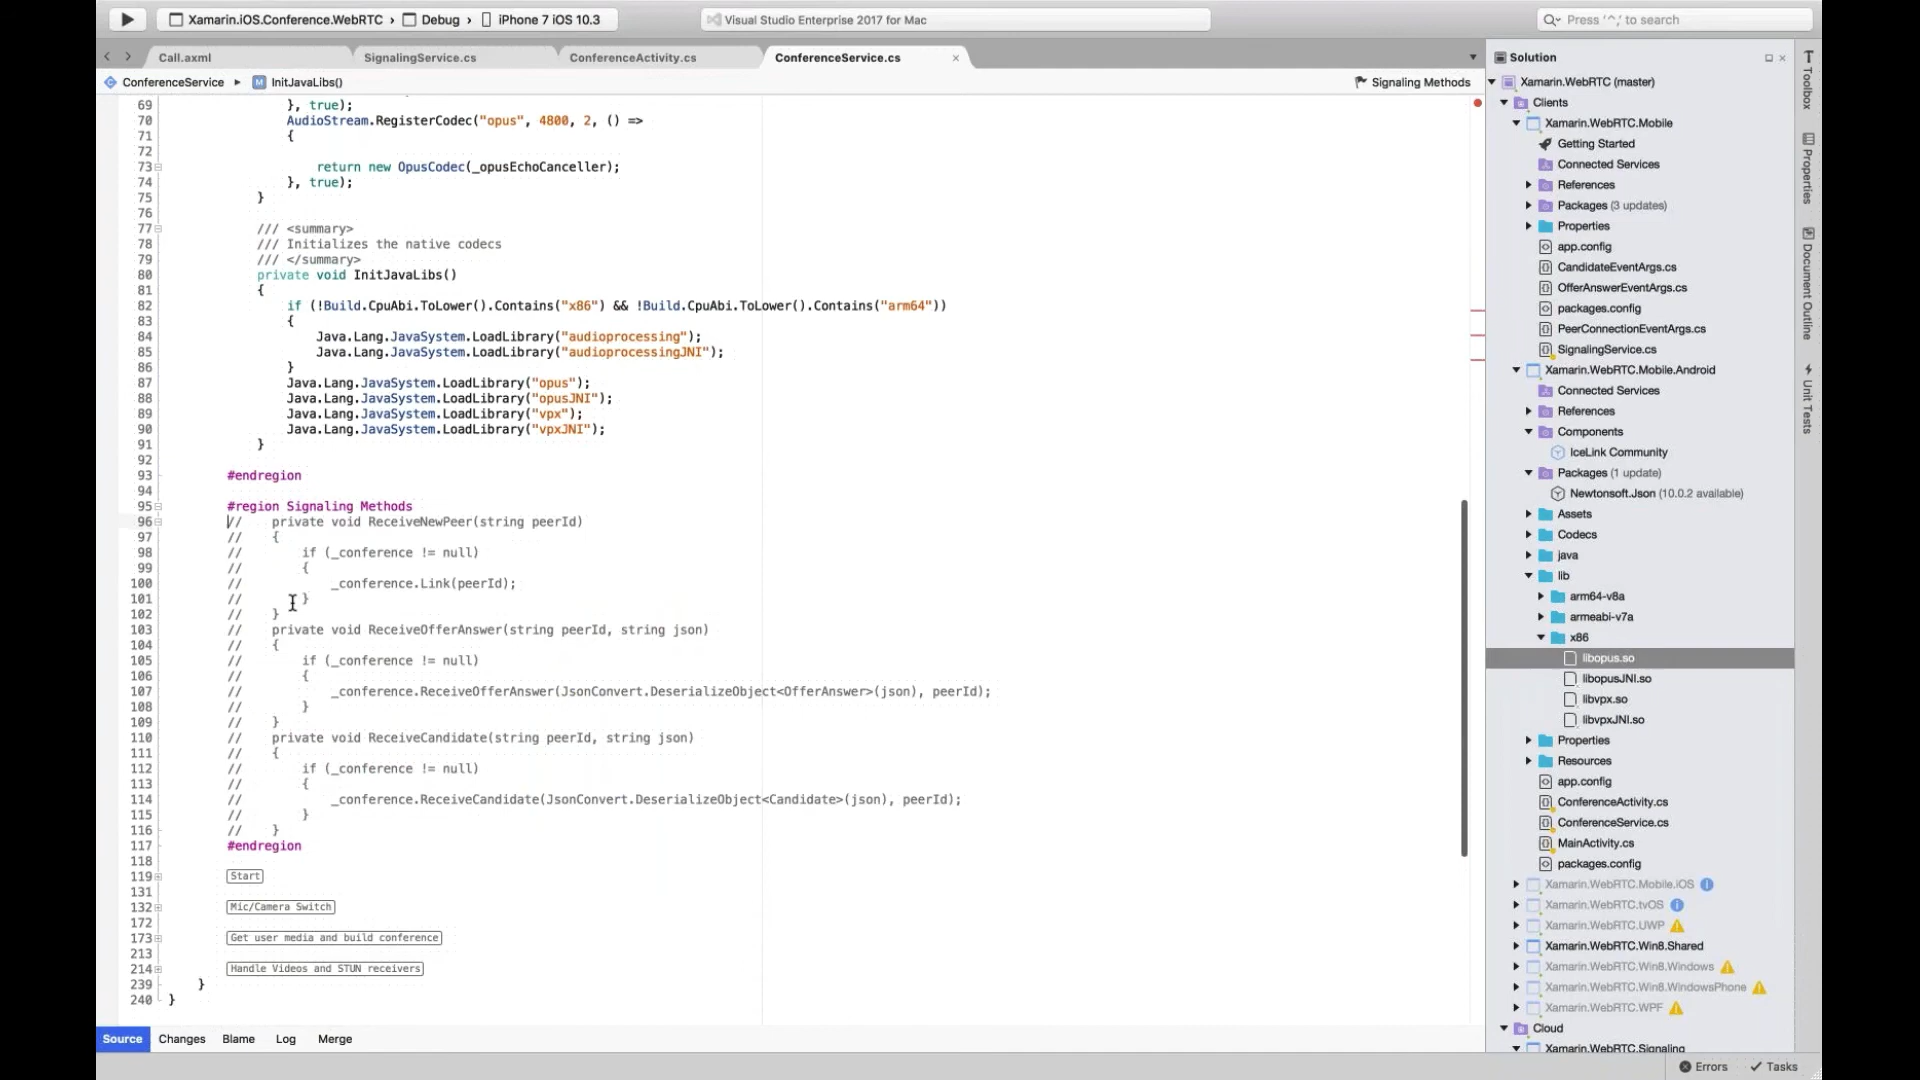 Xamarin.iOS.Conference.WebRTC › Debug › iPhone 7 iOS 10.3
Visual Studio Enterprise 2017 for Mac
Press '^,' to search
Call.axml
SignalingService.cs
ConferenceActivity.cs
ConferenceService.cs
ConferenceService
InitJavaLibs()
Signaling Methods
69 }, true);
70 AudioStream.RegisterCodec("opus", 4800, 2, () =>
71 {
72
73 return new OpusCodec(_opusEchoCanceller);
74 }, true);
75 }
76
77 /// <summary>
78 /// Initializes the native codecs
79 /// </summary>
80 private void InitJavaLibs()
81 {
82 if (!Build.CpuAbi.ToLower().Contains("x86") && !Build.CpuAbi.ToLower().Contains("arm64"))
83 {
84 Java.Lang.JavaSystem.LoadLibrary("audioprocessing");
85 Java.Lang.JavaSystem.LoadLibrary("audioprocessingJNI");
86 }
87 Java.Lang.JavaSystem.LoadLibrary("opus");
88 Java.Lang.JavaSystem.LoadLibrary("opusJNI");
89 Java.Lang.JavaSystem.LoadLibrary("vpx");
90 Java.Lang.JavaSystem.LoadLibrary("vpxJNI");
91 }
92
93 #endregion
94
95 #region Signaling Methods
96 // private void ReceiveNewPeer(string peerId)
97 // {
98 // if (_conference != null)
99 // {
100 // _conference.Link(peerId);
101 // }
102 // }
103 // private void ReceiveOfferAnswer(string peerId, string json)
104 // {
105 // if (_conference != null)
106 // {
107 // _conference.ReceiveOfferAnswer(JsonConvert.DeserializeObject<OfferAnswer>(json), peerId);
108 // }
109 // }
110 // private void ReceiveCandidate(string peerId, string json)
111 // {
112 // if (_conference != null)
113 // {
114 // _conference.ReceiveCandidate(JsonConvert.DeserializeObject<Candidate>(json), peerId);
115 // }
116 // }
117 #endregion
118
119 Start
131
132 Mic/Camera Switch
172
173 Get user media and build conference
213
214 Handle Videos and STUN receivers
239 }
240 }
Source
Changes
Blame
Log
Merge
Solution
Xamarin.WebRTC (master)
Clients
Xamarin.WebRTC.Mobile
Getting Started
Connected Services
References
Packages (3 updates)
Properties
app.config
CandidateEventArgs.cs
OfferAnswerEventArgs.cs
packages.config
PeerConnectionEventArgs.cs
SignalingService.cs
Xamarin.WebRTC.Mobile.Android
Connected Services
References
Components
IceLink Community
Packages (1 update)
Newtonsoft.Json (10.0.2 available)
Assets
Codecs
java
lib
arm64-v8a
armeabi-v7a
x86
libopus.so
libopusJNI.so
libvpx.so
libvpxJNI.so
Properties
Resources
app.config
ConferenceActivity.cs
ConferenceService.cs
MainActivity.cs
packages.config
Xamarin.WebRTC.Mobile.iOS
Xamarin.WebRTC.tvOS
Xamarin.WebRTC.UWP
Xamarin.WebRTC.Win8.Shared
Xamarin.WebRTC.Win8.Windows
Xamarin.WebRTC.Win8.WindowsPhone
Xamarin.WebRTC.WPF
Cloud
Xamarin.WebRTC.Signaling
Toolbox
Properties
Document Outline
Unit Tests
Errors
Tasks